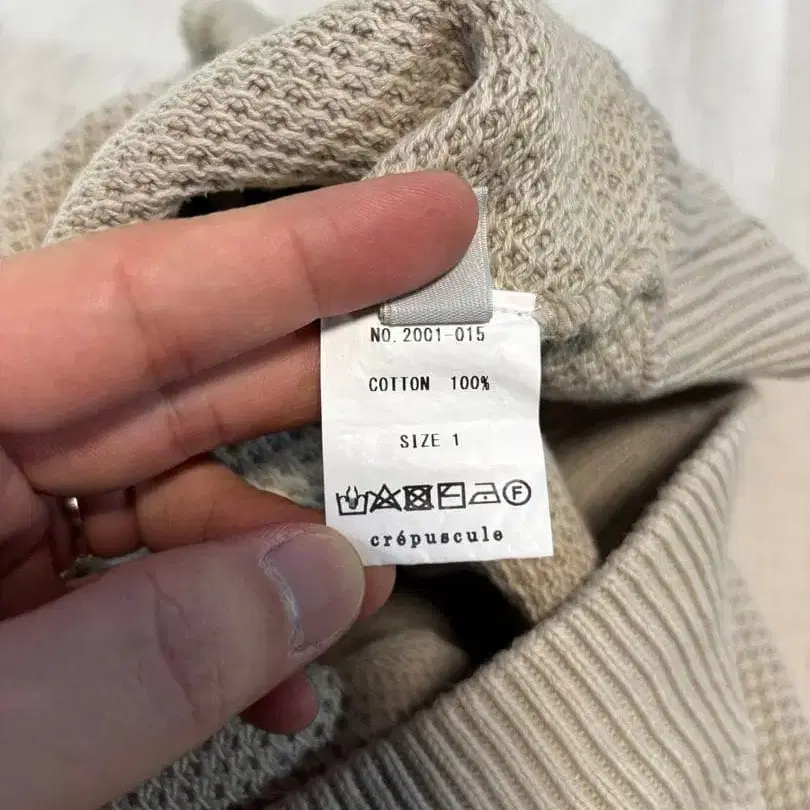 NO. 2001-015
COTTON 100%
SIZE 1
F
crépuscule